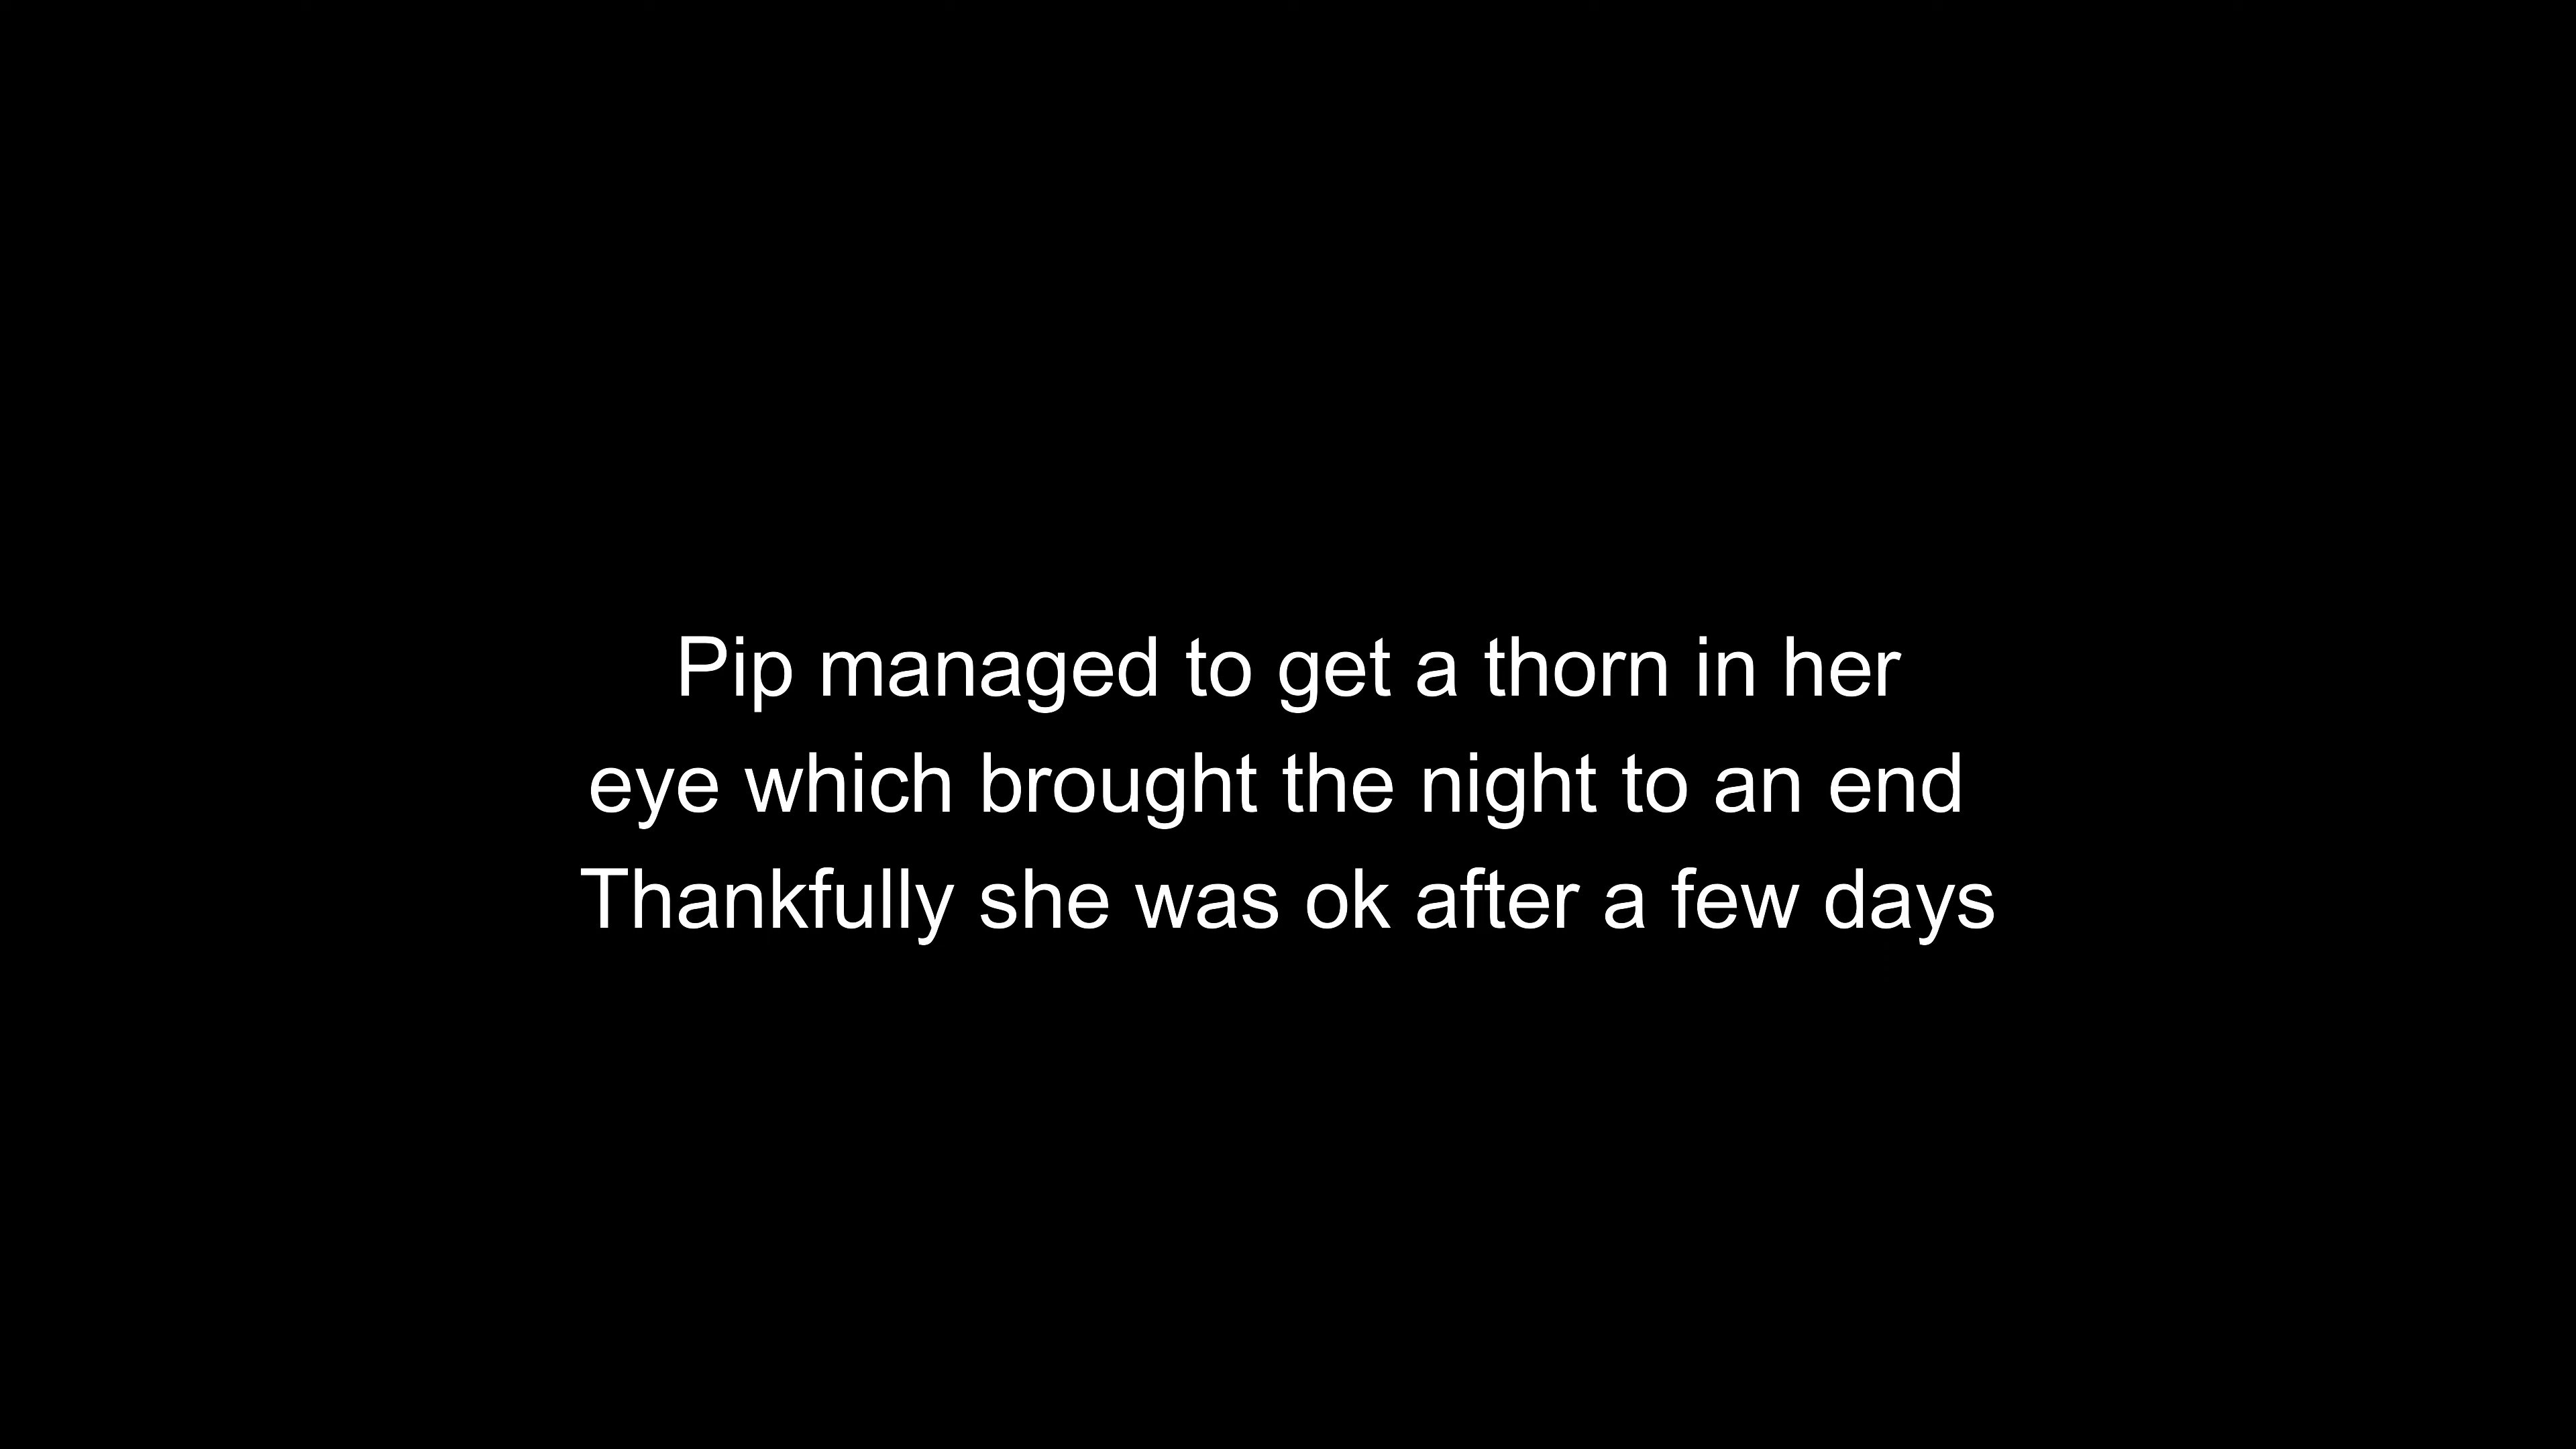 Pip managed to get a thorn in her
eye which brought the night to an end
Thankfully she was ok after a few days